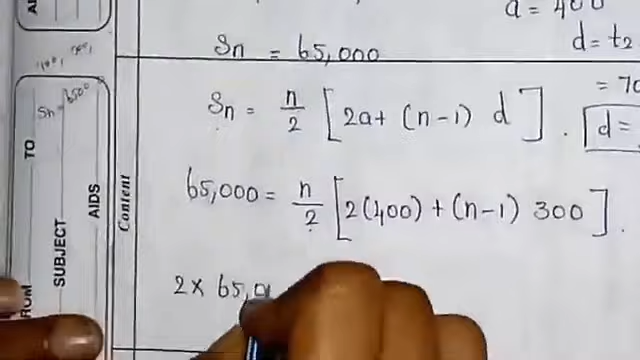 a = 400
Sn = 65,000
d = t2
Sn = n/2 [2a + (n-1) d] .
= 70
d =
65,000 = n/2 [2(400) + (n-1) 300] .
2 × 65,0
TO
SUBJECT
AIDS
Content